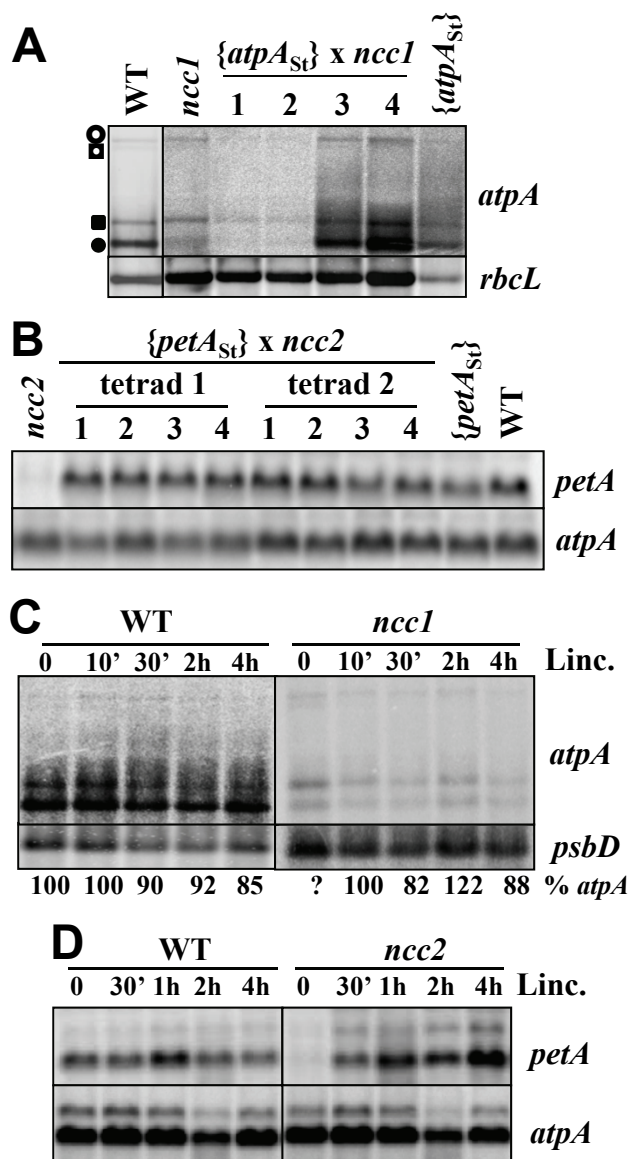 A
WT
ncc1
{atpASt} x ncc1
{atpASt}
1 2 3 4
atpA
rbcL
B
{petASt} x ncc2
ncc2
tetrad 1 tetrad 2
{petASt}
WT
1 2 3 4 1 2 3 4
petA
atpA
C
WT ncc1
0 10’ 30’ 2h 4h 0 10’ 30’ 2h 4h Linc.
atpA
psbD
100 100 90 92 85 ? 100 82 122 88 % atpA
D
WT ncc2
0 30’ 1h 2h 4h 0 30’ 1h 2h 4h Linc.
petA
atpA